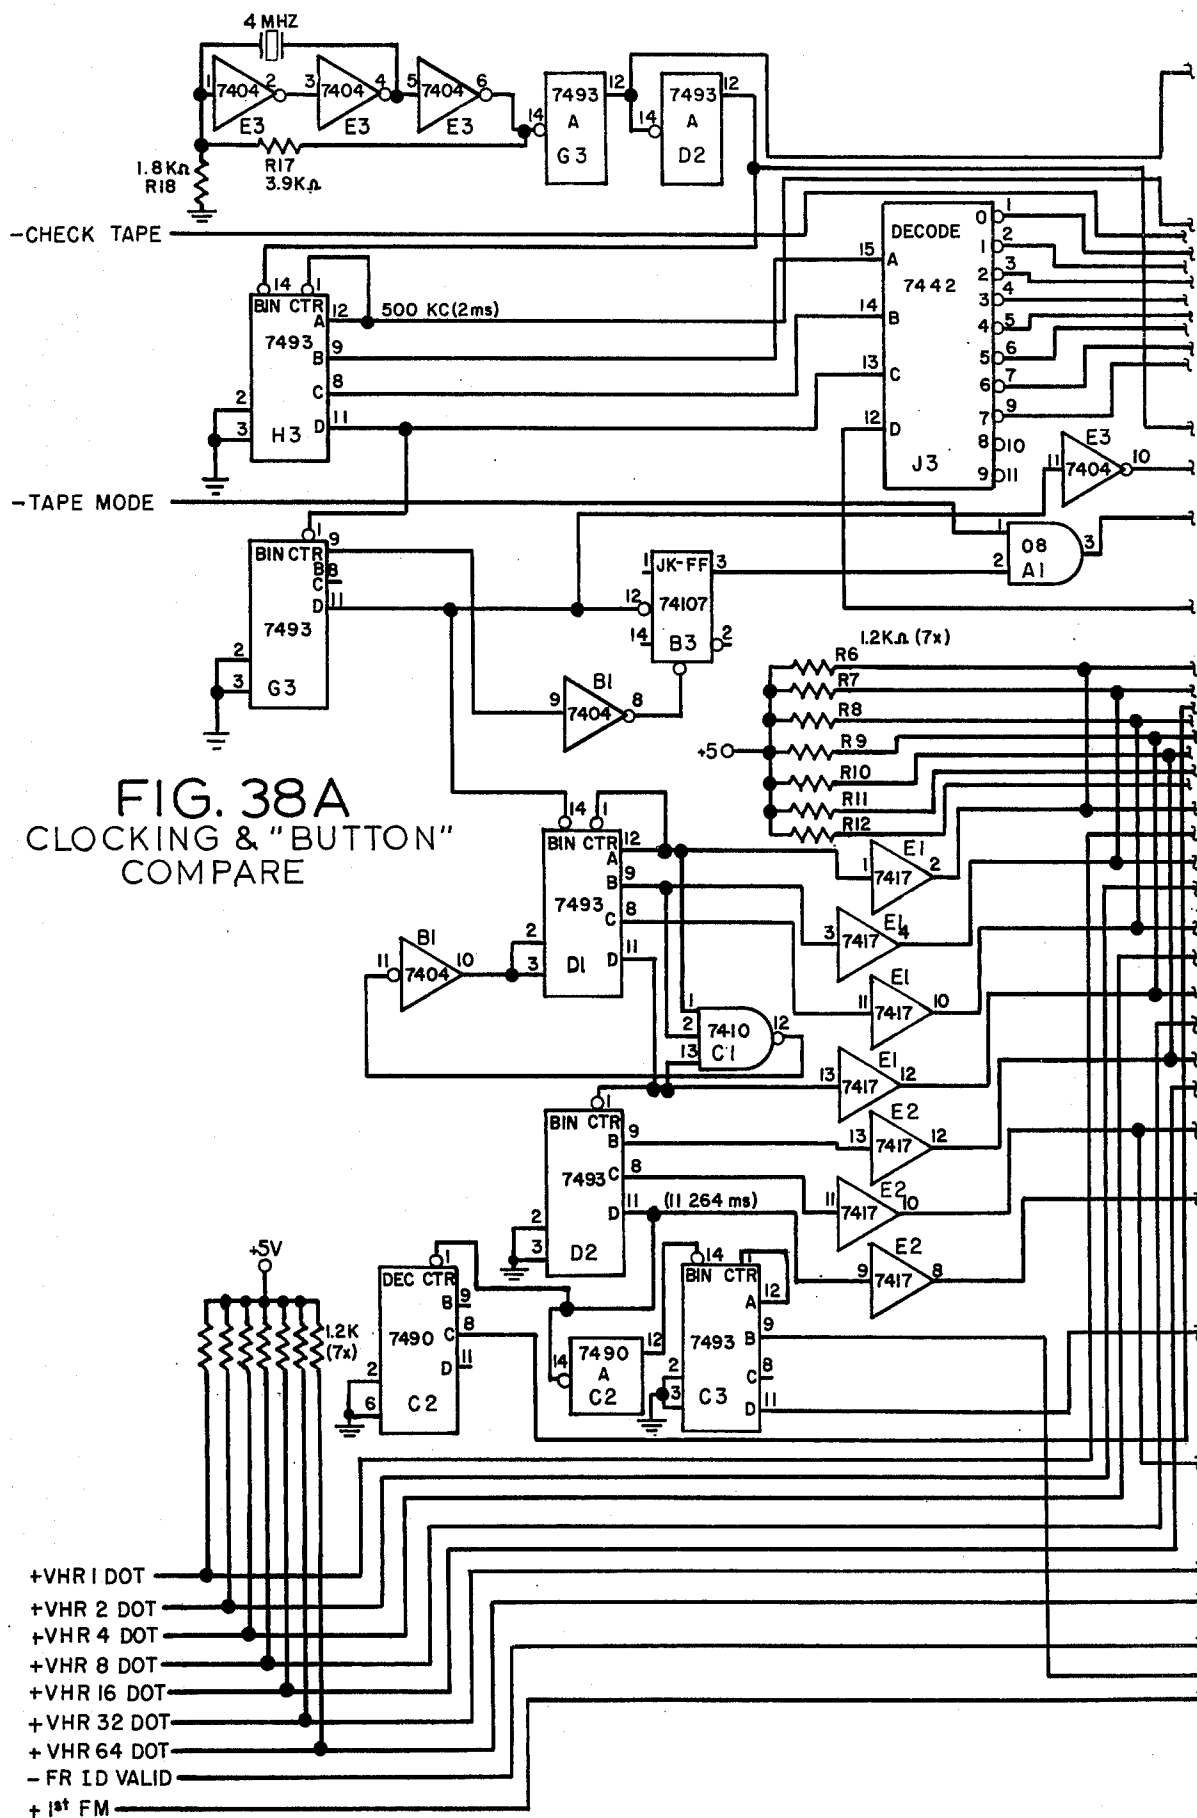 4 MHZ
1 7404 2 3 7404 4 5 7404 6
E3 E3 E3
14 7493 12
A
G3
14 7493 12
A
D2
1.8KΩ
R18
R17
3.9KΩ
-CHECK TAPE
14 1
BIN CTR
12 A
7493
9 B
8 C
11 D
2
3
H3
500 KC(2ms)
DECODE
7442
15 A
14 B
13 C
12 D
J3
0 1
1 2
2 3
3 4
4 5
5 6
6 7
7 9
8 10
9 11
E3
11 7404 10
-TAPE MODE
1
2
08
A1
3
1
BIN CTR
9 B
8 C
11 D
7493
2
3
G3
1 JK-FF 3
12 74107
14 B3 2
B1
9 7404 8
1.2KΩ (7x)
R6
R7
R8
+5 R9
R10
R11
R12
FIG. 38A
CLOCKING & "BUTTON"
COMPARE
14 1
BIN CTR
12 A
9 B
7493
8 C
11 D
2
3
D1
B1
11 7404 10
E1
1 7417 2
E1
3 7417 4
E1
11 7417 10
1
2 7410 12
13 C1
E1
13 7417 12
1
BIN CTR
9 B
7493
8 C
11 D
2
3
D2
(11 264 ms)
E2
13 7417 12
E2
11 7417 10
E2
9 7417 8
+5V
1.2K
(7x)
1
DEC CTR
9 B
7490
8 C
11 D
2
6
C2
14 7490 12
A
C2
14 1
BIN CTR
12 A
9 B
7493
8 C
11 D
2
3
C3
+VHR 1 DOT
+VHR 2 DOT
+VHR 4 DOT
+VHR 8 DOT
+VHR 16 DOT
+VHR 32 DOT
+VHR 64 DOT
-FR ID VALID
+1st FM